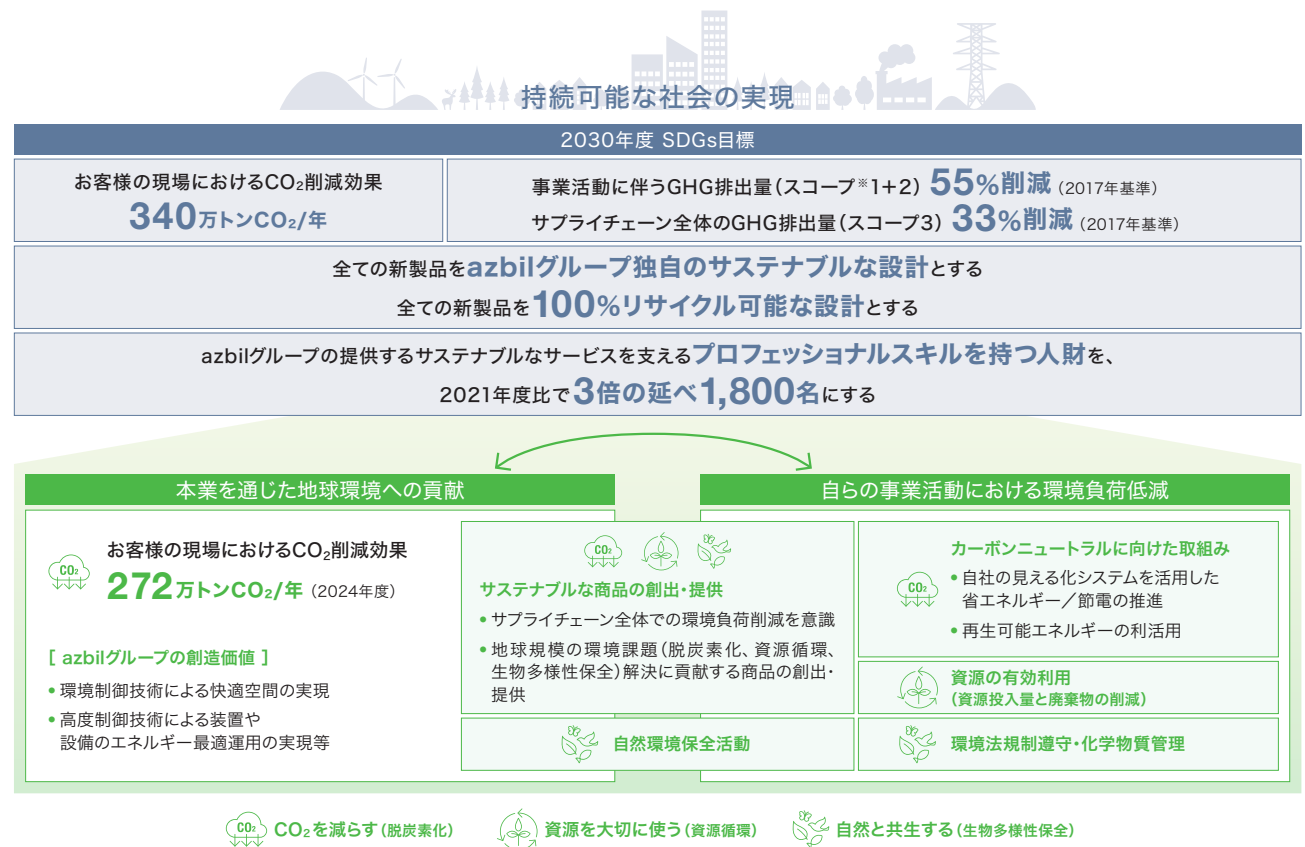 持続可能な社会の実現
2030年度 SDGs目標
お客様の現場におけるCO₂削減効果
340万トンCO₂/年
事業活動に伴うGHG排出量（スコープ※1+2） 55%削減（2017年基準）
サプライチェーン全体のGHG排出量（スコープ3） 33%削減（2017年基準）
全ての新製品をazbilグループ独自のサステナブルな設計とする
全ての新製品を100%リサイクル可能な設計とする
azbilグループの提供するサステナブルなサービスを支えるプロフェッショナルスキルを持つ人財を、
2021年度比で3倍の延べ1,800名にする
本業を通じた地球環境への貢献
CO₂
お客様の現場におけるCO₂削減効果
272万トンCO₂/年（2024年度）
［ azbilグループの創造価値 ］
• 環境制御技術による快適空間の実現
• 高度制御技術による装置や
設備のエネルギー最適運用の実現等
CO₂
サステナブルな商品の創出・提供
• サプライチェーン全体での環境負荷削減を意識
• 地球規模の環境課題（脱炭素化、資源循環、
生物多様性保全）解決に貢献する商品の創出・
提供
自然環境保全活動
自らの事業活動における環境負荷低減
CO₂
カーボンニュートラルに向けた取組み
• 自社の見える化システムを活用した
省エネルギー／節電の推進
• 再生可能エネルギーの利活用
資源の有効利用
（資源投入量と廃棄物の削減）
環境法規制遵守・化学物質管理
CO₂
CO₂を減らす（脱炭素化）
資源を大切に使う（資源循環）
自然と共生する（生物多様性保全）